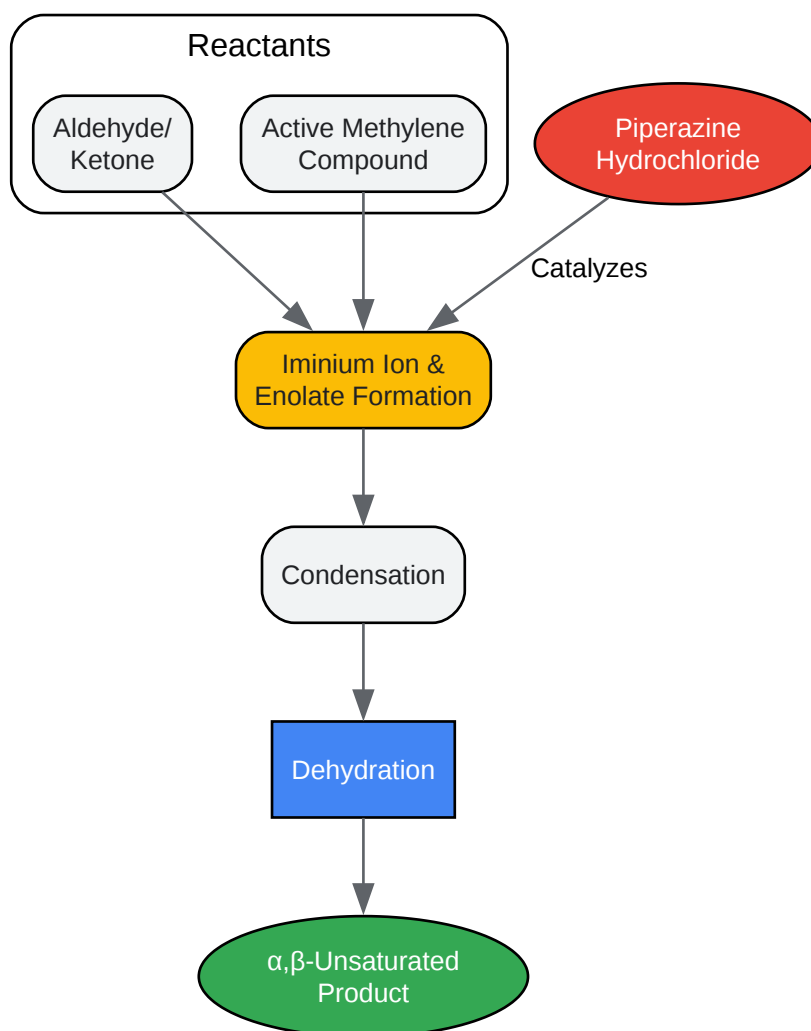 Reactants
Aldehyde/
Ketone
Active Methylene
Compound
Piperazine
Hydrochloride
Catalyzes
Iminium Ion &
Enolate Formation
Condensation
Dehydration
α,β-Unsaturated
Product